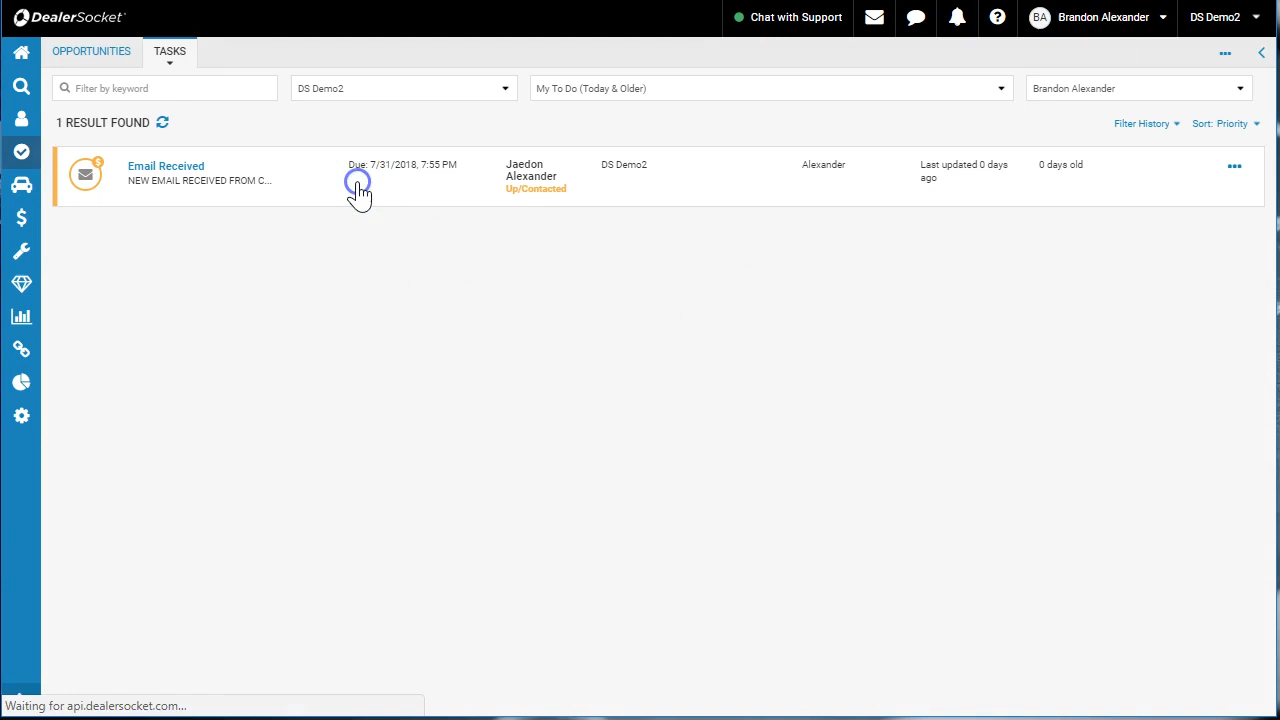 DealerSocket
Chat with Support
BA
Brandon Alexander
DS Demo2
OPPORTUNITIES
TASKS
Filter by keyword
DS Demo2
My To Do (Today & Older)
Brandon Alexander
1 RESULT FOUND
Filter History
Sort: Priority
$
Email Received
NEW EMAIL RECEIVED FROM C...
Due: 7/31/2018, 7:55 PM
Jaedon
Alexander
Up/Contacted
DS Demo2
Alexander
Last updated 0 days
ago
0 days old
Waiting for api.dealersocket.com...